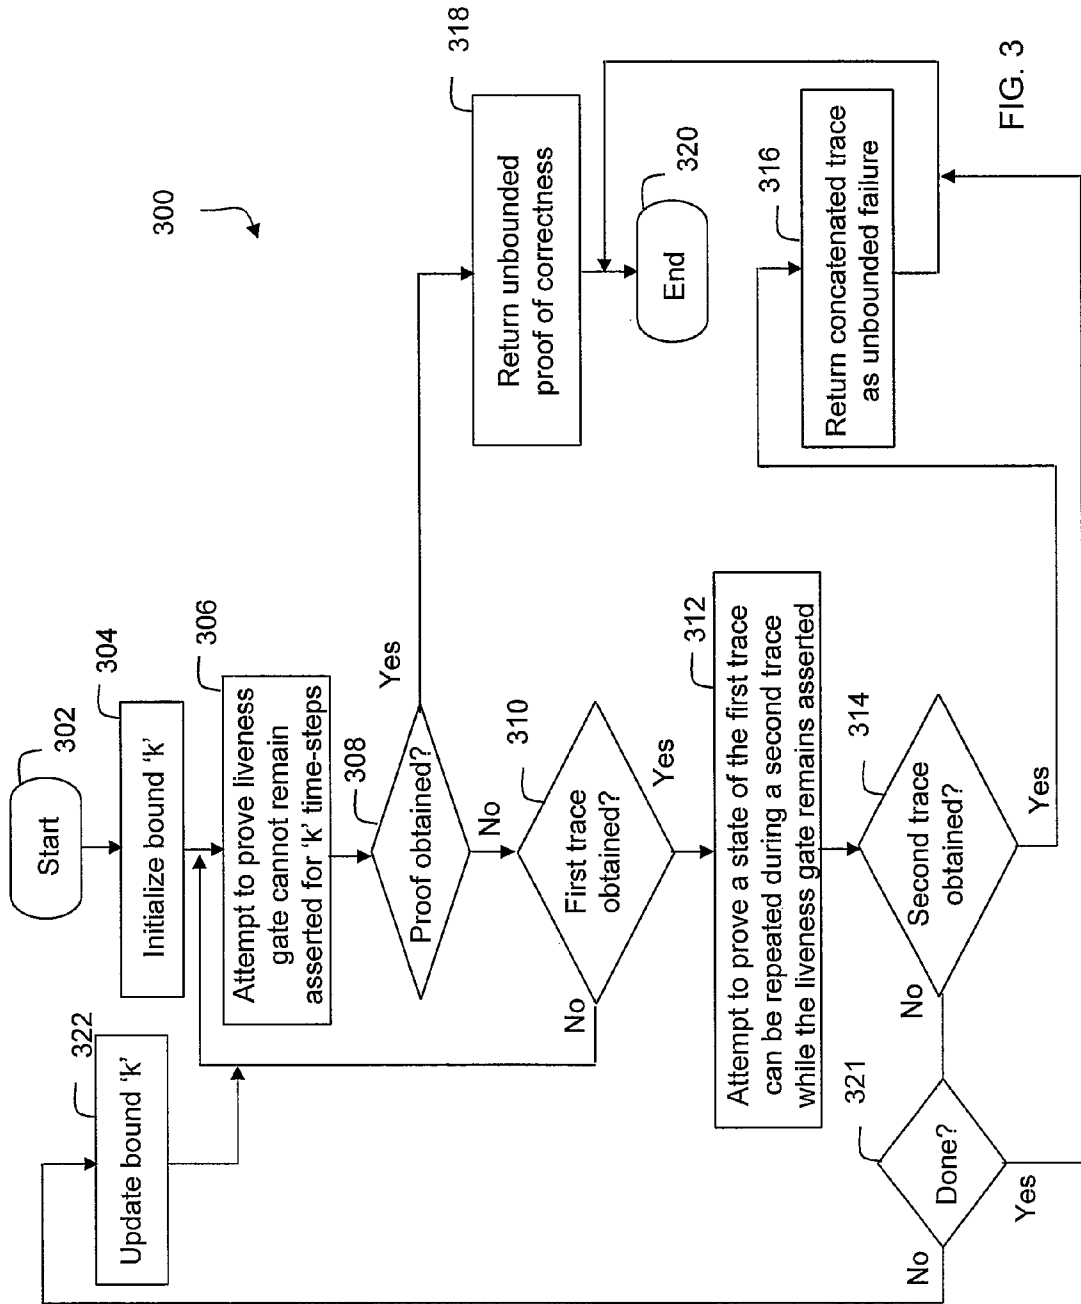 300
Start
302
Initialize bound 'k'
304
Attempt to prove liveness
gate cannot remain
asserted for 'k' time-steps
306
Proof obtained?
308
Yes
No
First trace
obtained?
310
No
Yes
Attempt to prove a state of the first trace
can be repeated during a second trace
while the liveness gate remains asserted
312
Second trace
obtained?
314
No
Yes
Done?
321
No
Yes
Update bound 'k'
322
Return unbounded
proof of correctness
318
End
320
Return concatenated trace
as unbounded failure
316
FIG. 3